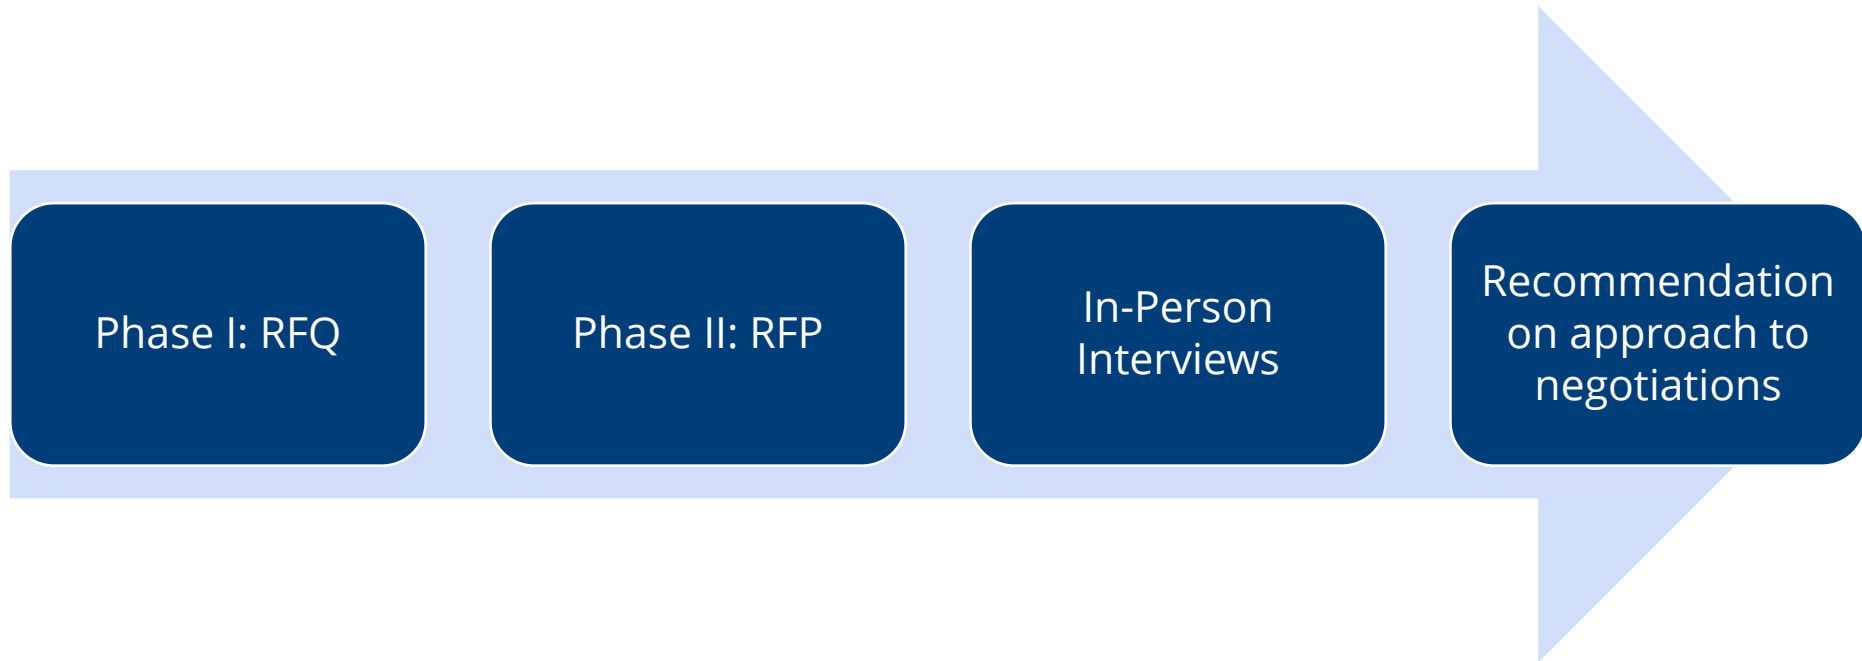 Phase I: RFQ
Phase II: RFP
In-Person
Interviews
Recommendation
on approach to
negotiations